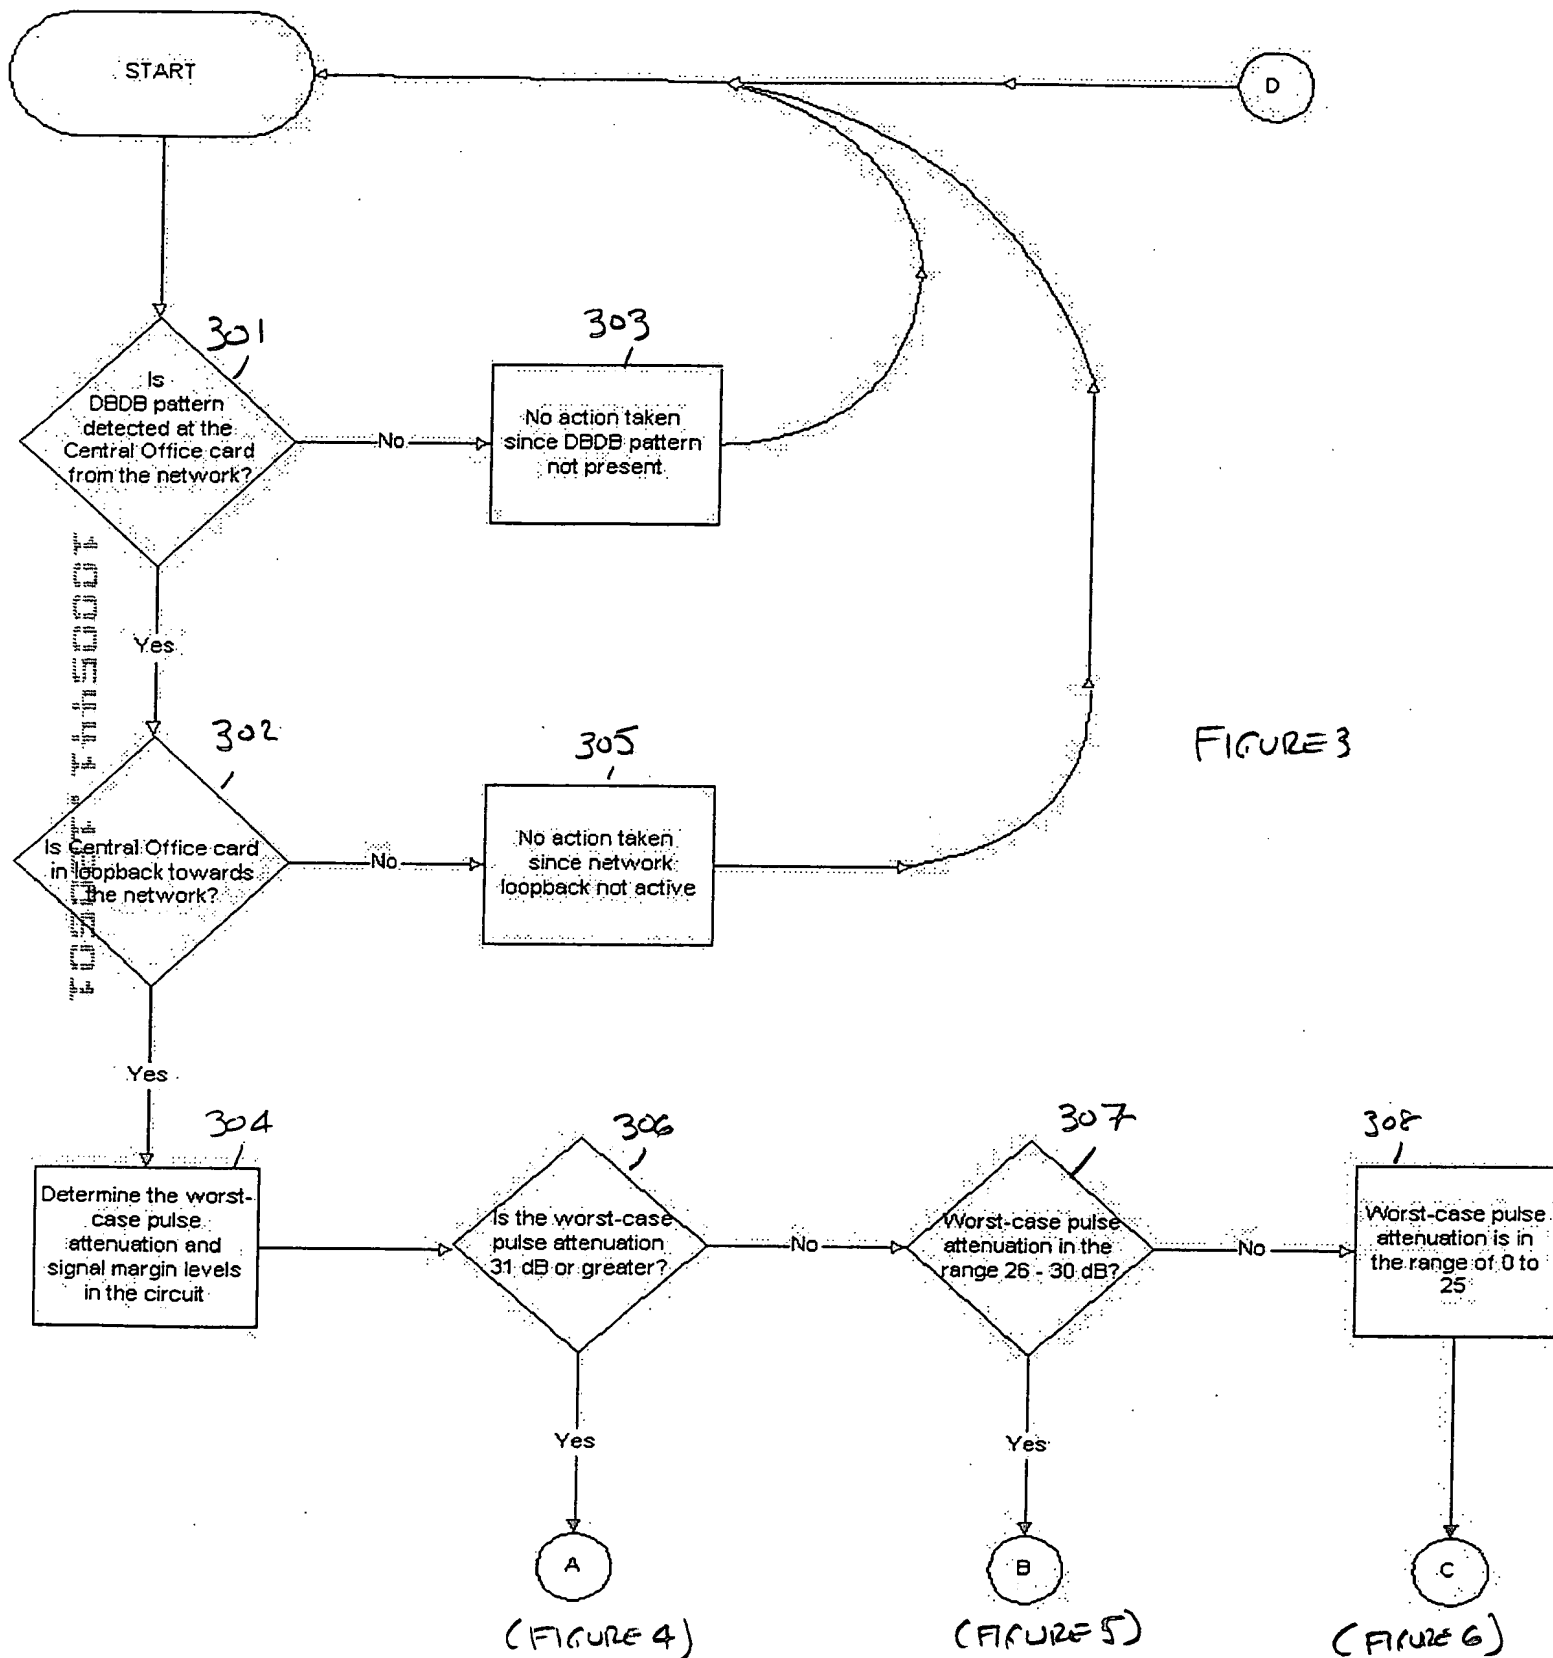 START
D
301
Is
DBDB pattern
detected at the
Central Office card
from the network?
No
303
No action taken
since DBDB pattern
not present
Yes
302
Is Central Office card
in loopback towards
the network?
No
305
No action taken
since network
loopback not active
FIGURE 3
Yes
304
Determine the worst-
case pulse
attenuation and
signal margin levels
in the circuit
306
Is the worst-case
pulse attenuation
31 dB or greater?
No
307
Worst-case pulse
attenuation in the
range 26 - 30 dB?
No
308
Worst-case pulse
attenuation is in
the range of 0 to
25
Yes
Yes
A
B
C
(FIGURE 4)
(FIGURE 5)
(FIGURE 6)